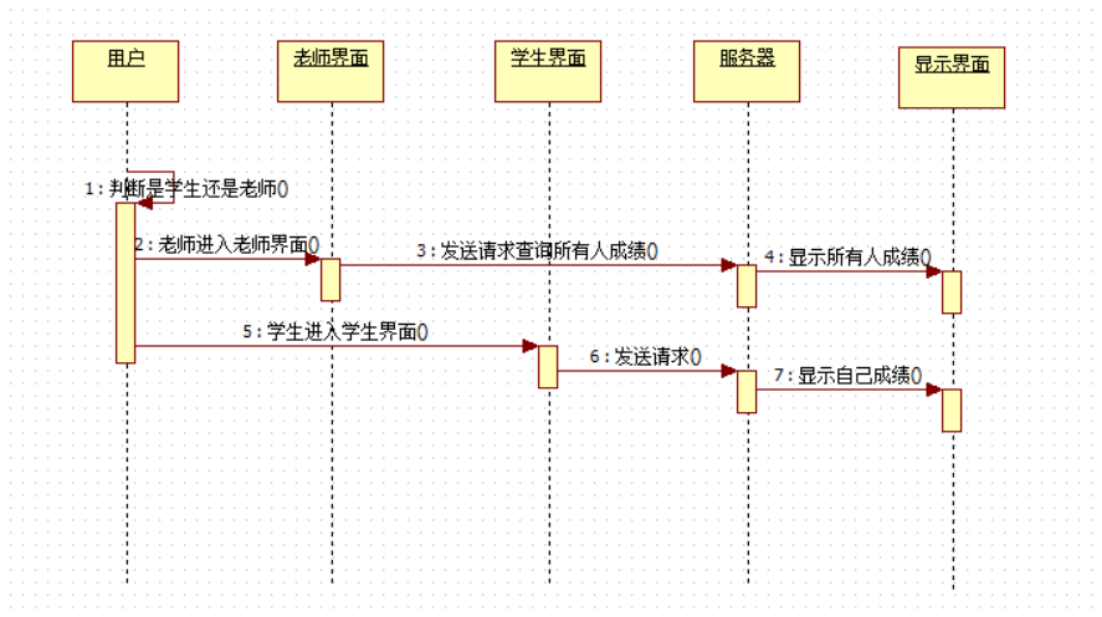 用户
老师界面
学生界面
服务器
显示界面
1：判断是学生还是老师()
2：老师进入老师界面()
3：发送请求查询所有人成绩()
4：显示所有人成绩()
5：学生进入学生界面()
6：发送请求()
7：显示自己成绩()